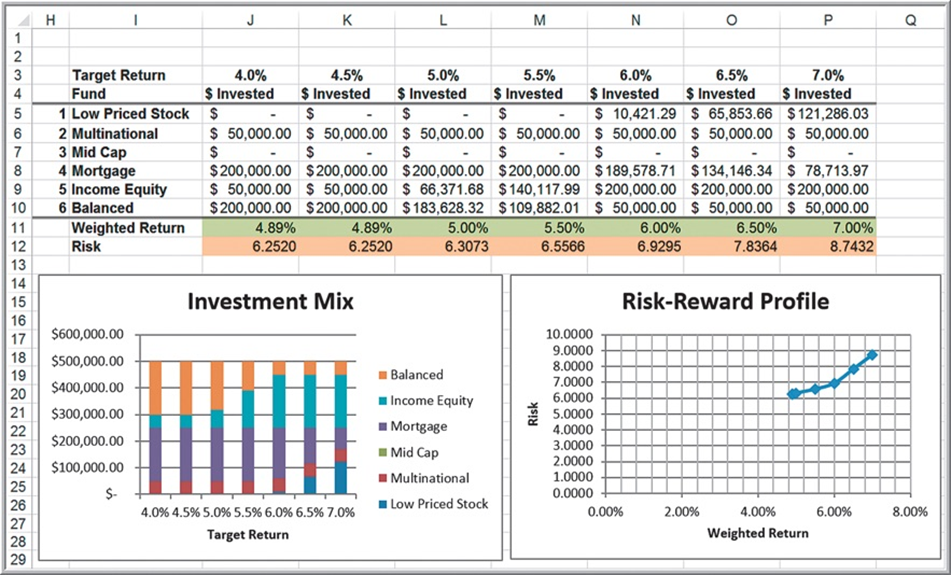 H I J K L M N O P Q
1
2
3 Target Return 4.0% 4.5% 5.0% 5.5% 6.0% 6.5% 7.0%
4 Fund $ Invested $ Invested $ Invested $ Invested $ Invested $ Invested $ Invested
5 1 Low Priced Stock $ - $ - $ - $ - $ 10,421.29 $ 65,853.66 $121,286.03
6 2 Multinational $ 50,000.00 $ 50,000.00 $ 50,000.00 $ 50,000.00 $ 50,000.00 $ 50,000.00 $ 50,000.00
7 3 Mid Cap $ - $ - $ - $ - $ - $ - $ -
8 4 Mortgage $200,000.00 $200,000.00 $200,000.00 $200,000.00 $189,578.71 $134,146.34 $ 78,713.97
9 5 Income Equity $ 50,000.00 $ 50,000.00 $ 66,371.68 $140,117.99 $200,000.00 $200,000.00 $200,000.00
10 6 Balanced $200,000.00 $200,000.00 $183,628.32 $109,882.01 $ 50,000.00 $ 50,000.00 $ 50,000.00
11 Weighted Return 4.89% 4.89% 5.00% 5.50% 6.00% 6.50% 7.00%
12 Risk 6.2520 6.2520 6.3073 6.5566 6.9295 7.8364 8.7432
13
14
15
16
17
18
19
20
21
22
23
24
25
26
27
28
29
Investment Mix
$600,000.00
$500,000.00
$400,000.00
$300,000.00
$200,000.00
$100,000.00
$-
4.0% 4.5% 5.0% 5.5% 6.0% 6.5% 7.0%
Target Return
Balanced
Income Equity
Mortgage
Mid Cap
Multinational
Low Priced Stock
Risk-Reward Profile
Risk
10.0000
9.0000
8.0000
7.0000
6.0000
5.0000
4.0000
3.0000
2.0000
1.0000
0.0000
0.00% 2.00% 4.00% 6.00% 8.00%
Weighted Return